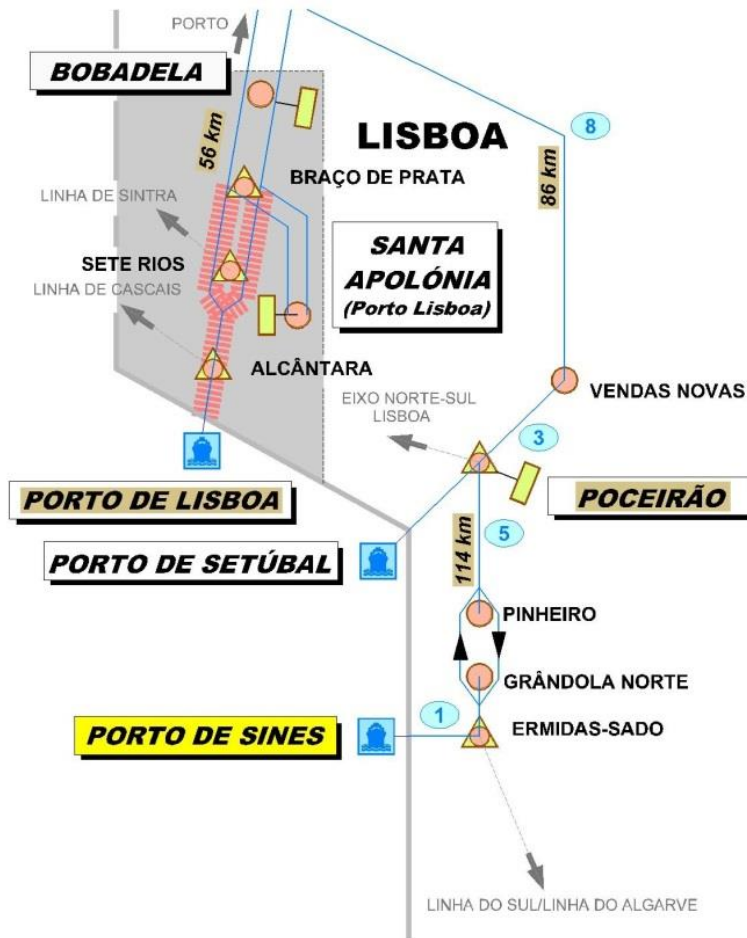 PORTO
BOBADELA
LISBOA
8
56 km
86 km
BRAÇO DE PRATA
LINHA DE SINTRA
SANTA
APOLÓNIA
(Porto Lisboa)
SETE RIOS
LINHA DE CASCAIS
ALCÂNTARA
VENDAS NOVAS
EIXO NORTE-SUL
LISBOA
3
PORTO DE LISBOA
POCEIRÃO
5
114 km
PORTO DE SETÚBAL
PINHEIRO
GRÂNDOLA NORTE
1
ERMIDAS-SADO
PORTO DE SINES
LINHA DO SUL/LINHA DO ALGARVE